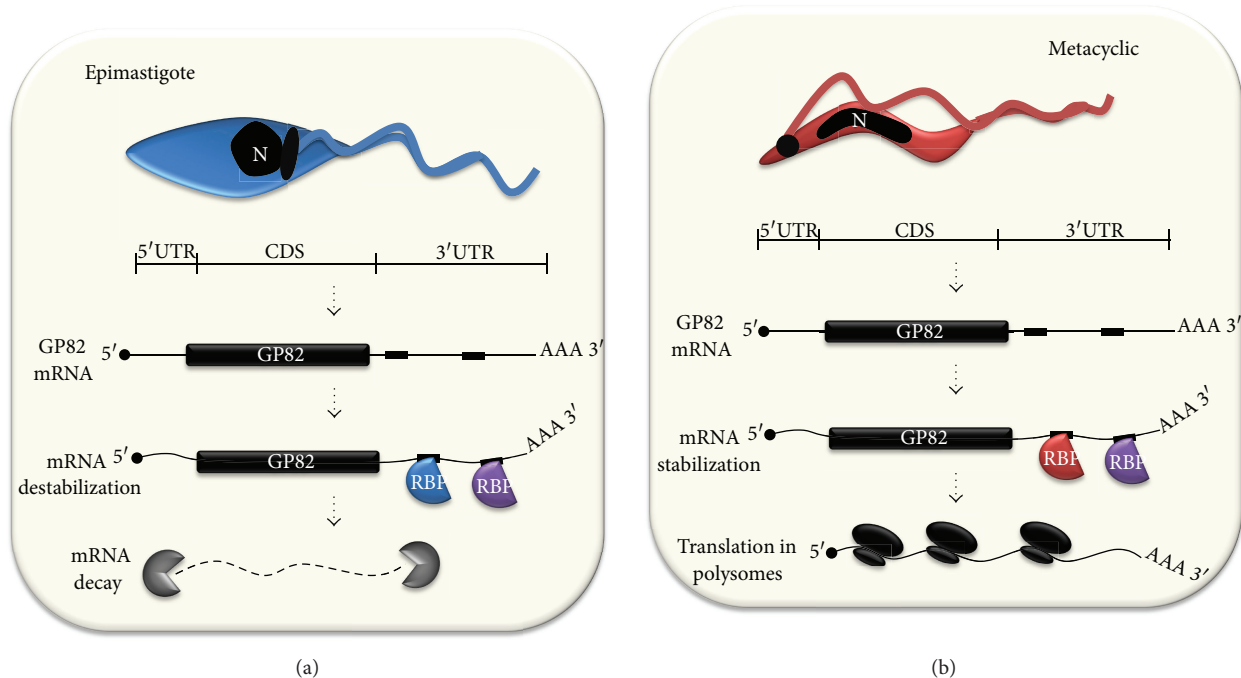 Epimastigote
N
5′UTR CDS 3′UTR
GP82 mRNA 5′ GP82 AAA 3′
mRNA destabilization 5′ GP82 RBP RBP AAA 3′
mRNA decay
(a)
Metacyclic
N
5′UTR CDS 3′UTR
GP82 mRNA 5′ GP82 AAA 3′
mRNA stabilization 5′ GP82 RBP RBP AAA 3′
Translation in polysomes 5′ AAA 3′
(b)